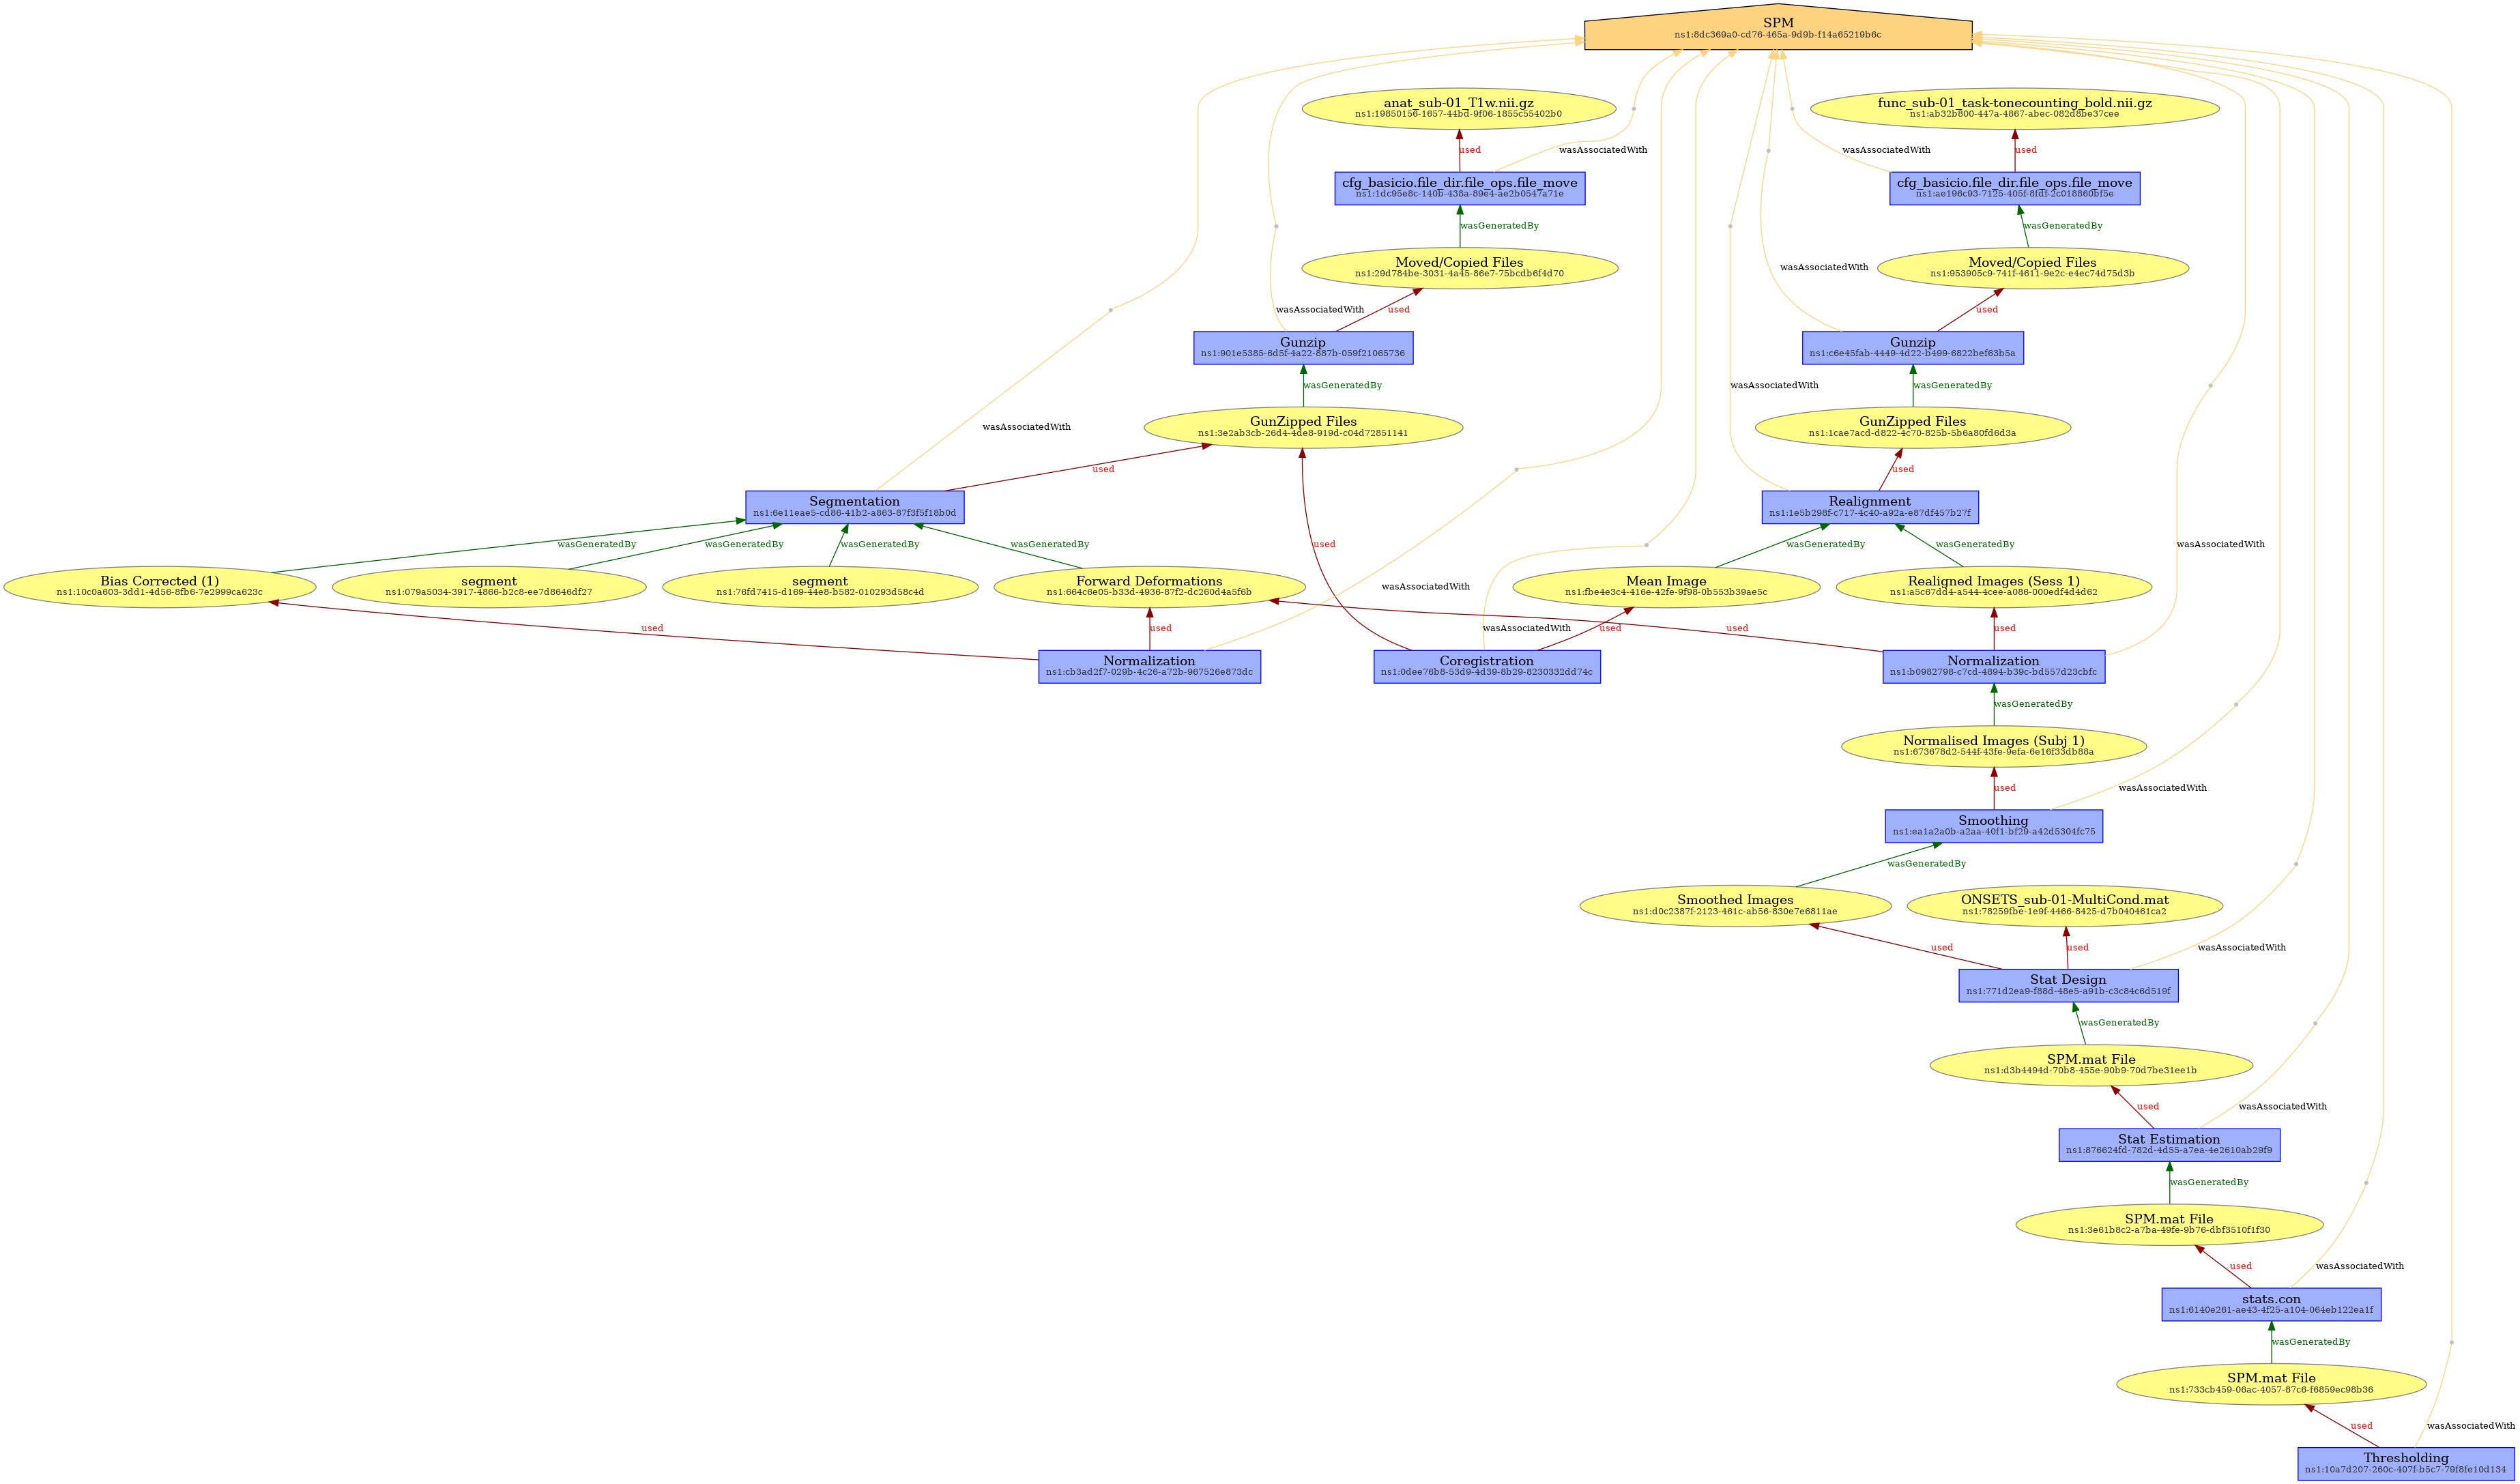 SPM
ns1:8dc369a0-cd76-465a-9d9b-f14a65219b6c
anat_sub-01_T1w.nii.gz
ns1:19850156-1657-44bd-9f06-1855c55402b0
func_sub-01_task-tonecounting_bold.nii.gz
ns1:ab32b800-447a-4867-abec-082d8be37cee
used
wasAssociatedWith
wasAssociatedWith
used
cfg_basicio.file_dir.file_ops.file_move
ns1:1dc95e8c-140b-438a-89e4-ae2b0547a71e
cfg_basicio.file_dir.file_ops.file_move
ns1:ae196c93-7125-405f-8fdf-2c018860bf5e
wasGeneratedBy
wasGeneratedBy
Moved/Copied Files
ns1:29d784be-3031-4a45-86e7-75bcdb6f4d70
wasAssociatedWith
Moved/Copied Files
ns1:953905c9-741f-4611-9e2c-e4ec74d75d3b
wasAssociatedWith
used
used
Gunzip
ns1:901e5385-6d5f-4a22-887b-059f21065736
Gunzip
ns1:c6e45fab-4449-4d22-b499-6822bef63b5a
wasGeneratedBy
wasAssociatedWith
wasGeneratedBy
wasAssociatedWith
GunZipped Files
ns1:3e2ab3cb-26d4-4de8-919d-c04d72851141
GunZipped Files
ns1:1cae7acd-d822-4c70-825b-5b6a80fd6d3a
used
used
Segmentation
ns1:6e11eae5-cd86-41b2-a863-87f3f5f18b0d
Realignment
ns1:1e5b298f-c717-4c40-a92a-e87df457b27f
wasGeneratedBy
wasGeneratedBy
wasGeneratedBy
wasGeneratedBy
used
wasGeneratedBy
wasGeneratedBy
wasAssociatedWith
Bias Corrected (1)
ns1:10c0a603-3dd1-4d56-8fb6-7e2999ca623c
segment
ns1:079a5034-3917-4866-b2c8-ee7d8646df27
segment
ns1:76fd7415-d169-44e8-b582-010293d58c4d
Forward Deformations
ns1:664c6e05-b33d-4936-87f2-dc260d4a5f6b
wasAssociatedWith
Mean Image
ns1:fbe4e3c4-416e-42fe-9f98-0b553b39ae5c
Realigned Images (Sess 1)
ns1:a5c67dd4-a544-4cee-a086-000edf4d4d62
used
used
wasAssociatedWith
used
used
used
Normalization
ns1:cb3ad2f7-029b-4c26-a72b-967526e873dc
Coregistration
ns1:0dee76b8-53d9-4d39-8b29-8230332dd74c
Normalization
ns1:b0982798-c7cd-4894-b39c-bd557d23cbfc
wasGeneratedBy
Normalised Images (Subj 1)
ns1:673678d2-544f-43fe-9efa-6e16f33db88a
used
wasAssociatedWith
Smoothing
ns1:ea1a2a0b-a2aa-40f1-bf29-a42d5304fc75
wasGeneratedBy
Smoothed Images
ns1:d0c2387f-2123-461c-ab56-830e7e6811ae
ONSETS_sub-01-MultiCond.mat
ns1:78259fbe-1e9f-4466-8425-d7b040461ca2
used
used
wasAssociatedWith
Stat Design
ns1:771d2ea9-f88d-48e5-a91b-c3c84c6d519f
wasGeneratedBy
SPM.mat File
ns1:d3b4494d-70b8-455e-90b9-70d7be31ee1b
used
wasAssociatedWith
Stat Estimation
ns1:876624fd-782d-4d55-a7ea-4e2610ab29f9
wasGeneratedBy
SPM.mat File
ns1:3e61b8c2-a7ba-49fe-9b76-dbf3510f1f30
used
wasAssociatedWith
stats.con
ns1:6140e261-ae43-4f25-a104-064eb122ea1f
wasGeneratedBy
SPM.mat File
ns1:733cb459-06ac-4057-87c6-f6859ec98b36
used
wasAssociatedWith
Thresholding
ns1:10a7d207-260c-407f-b5c7-79f8fe10d134